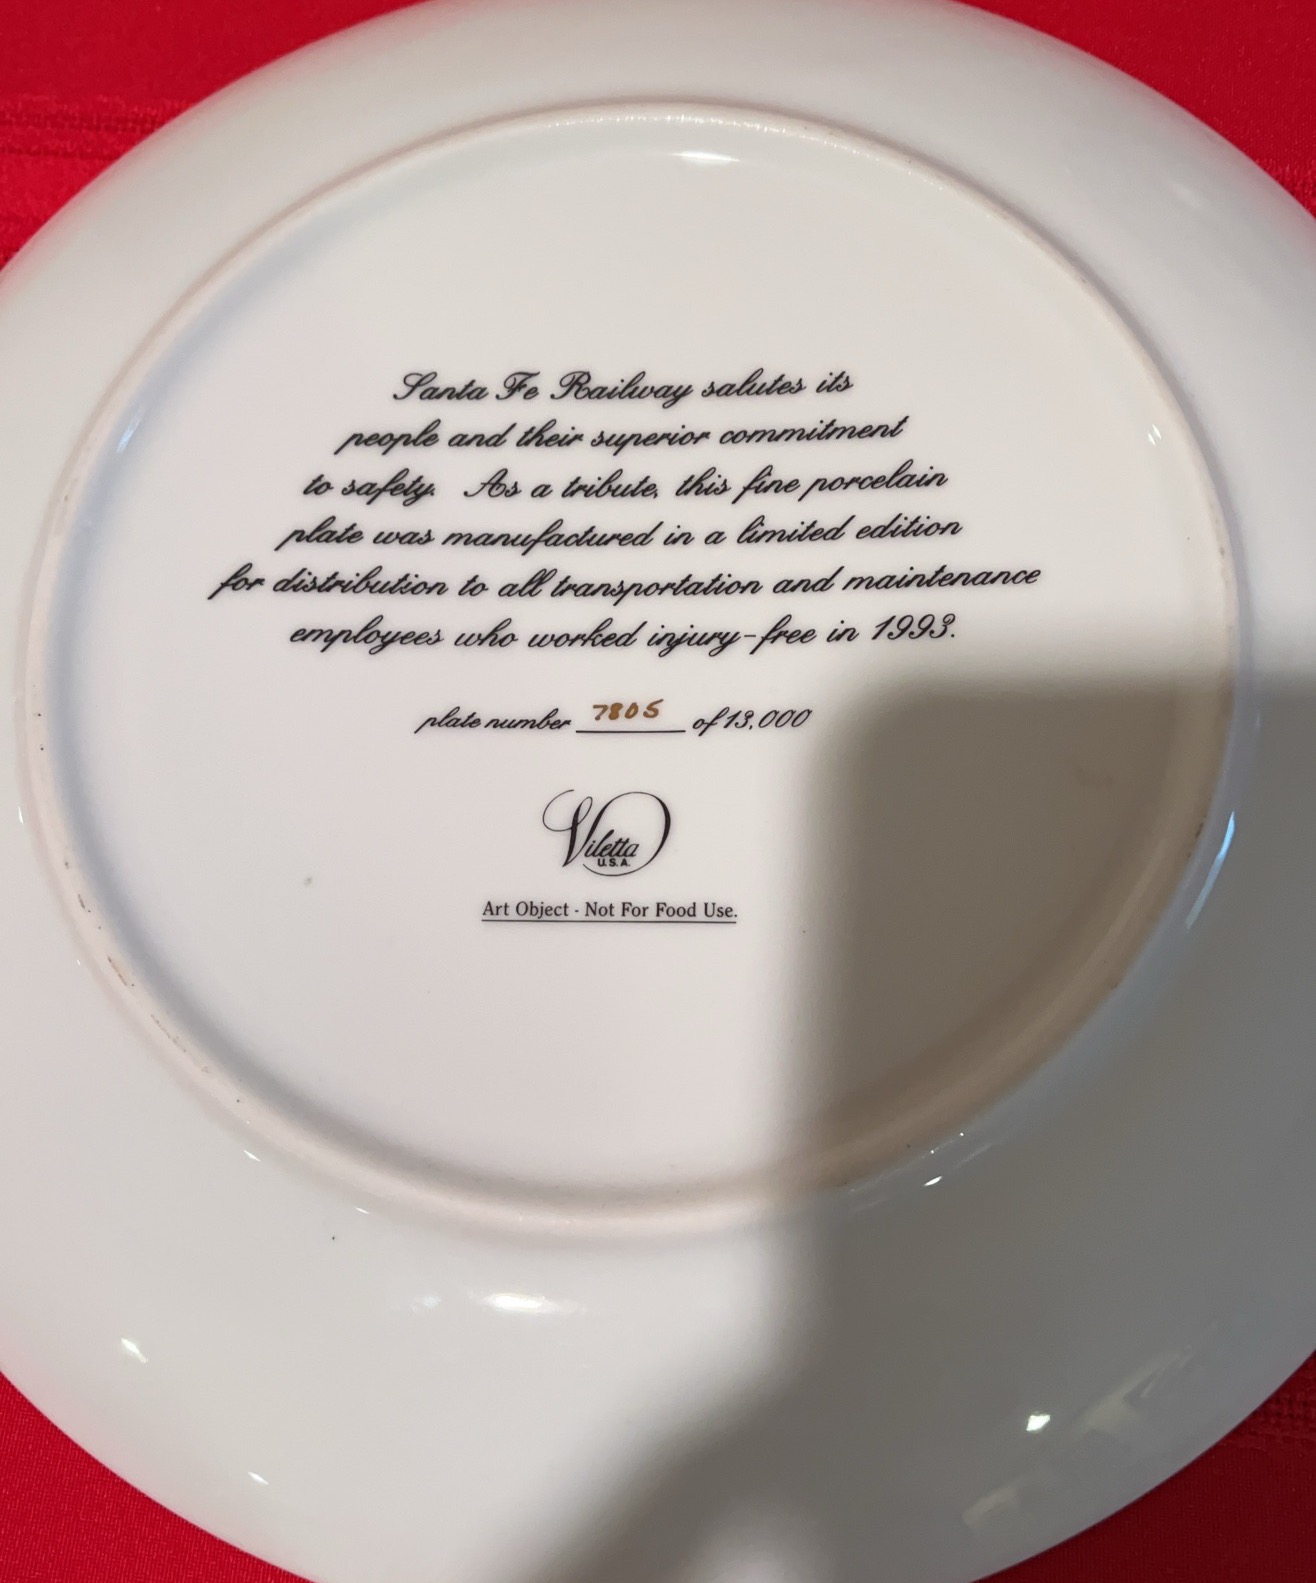 Santa Fe Railway salutes its
people and their superior commitment
to safety. As a tribute, this fine porcelain
plate was manufactured in a limited edition
for distribution to all transportation and maintenance
employees who worked injury-free in 1993.
plate number 7805 of 13,000
Viletta
U.S.A.
Art Object - Not For Food Use.